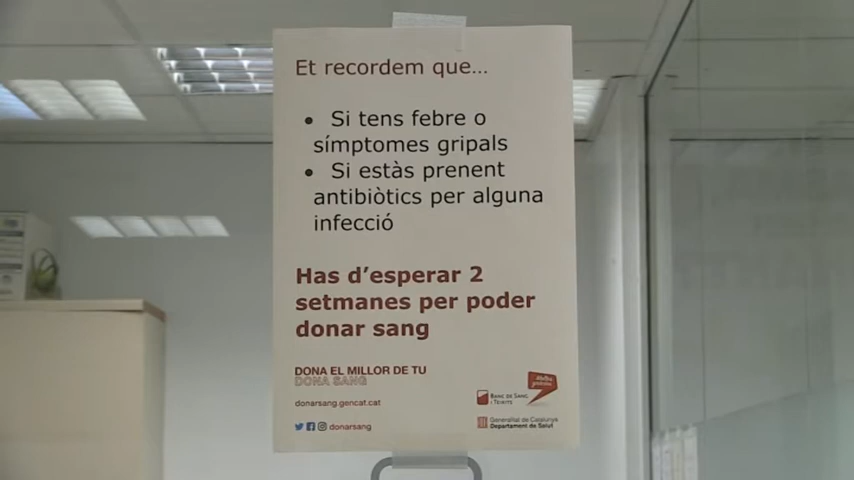 Et recordem que...
• Si tens febre o
símptomes gripals
• Si estàs prenent
antibiòtics per alguna
infecció
Has d'esperar 2
setmanes per poder
donar sang
DONA EL MILLOR DE TU
DONA SANG
donarsang.gencat.cat
donarsang
BANC DE SANG
I TEIXITS
Generalitat de Catalunya
Departament de Salut